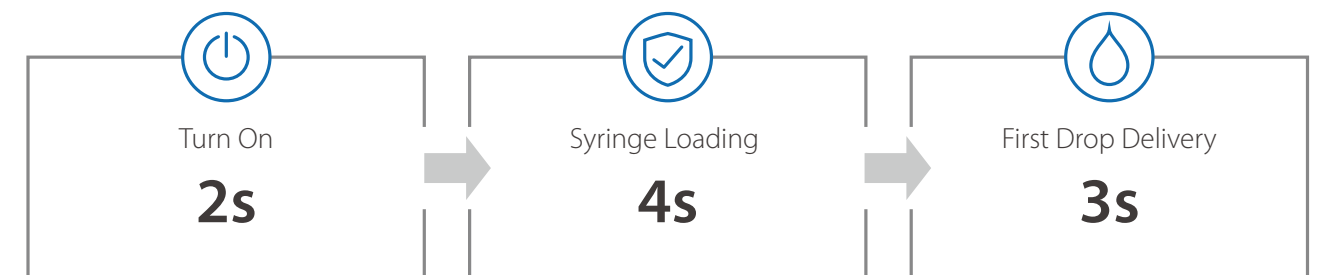 Turn On
2s
Syringe Loading
4s
First Drop Delivery
3s